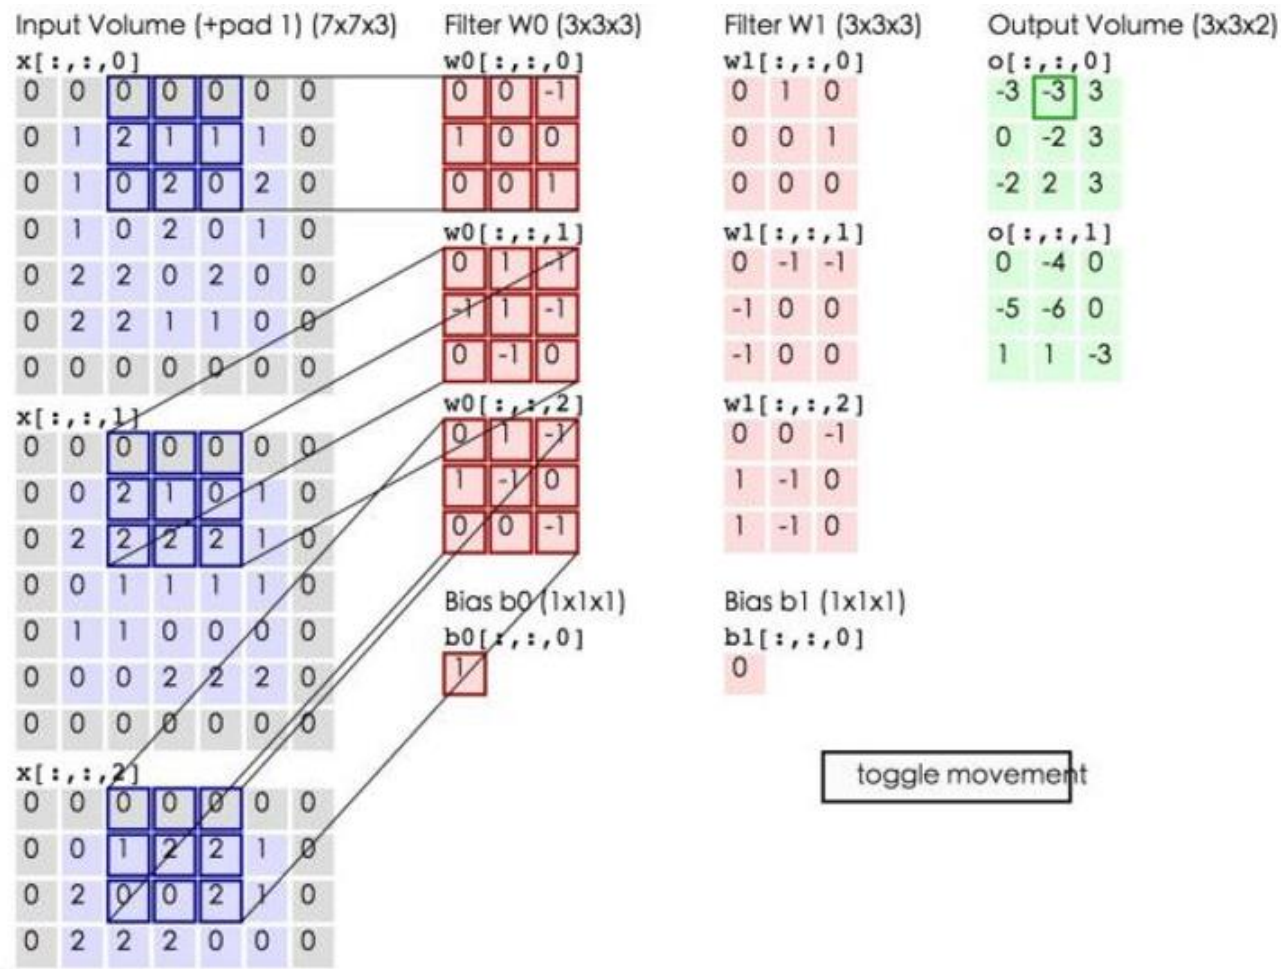 Input Volume (+pad 1) (7x7x3)
x[:,:,0]
0 0 0 0 0 0 0
0 1 2 1 1 1 0
0 1 0 2 0 2 0
0 1 0 2 0 1 0
0 2 2 0 2 0 0
0 2 2 1 1 0 0
0 0 0 0 0 0 0
x[:,:,1]
0 0 0 0 0 0 0
0 0 2 1 0 1 0
0 2 2 2 2 1 0
0 0 1 1 1 1 0
0 1 1 0 0 0 0
0 0 0 2 2 2 0
0 0 0 0 0 0 0
x[:,:,2]
0 0 0 0 0 0 0
0 0 1 2 2 1 0
0 2 0 0 2 1 0
0 2 2 2 0 0 0
Filter W0 (3x3x3)
w0[:,:,0]
0 0 -1
1 0 0
0 0 1
w0[:,:,1]
0 1 -1
-1 1 -1
0 -1 0
w0[:,:,2]
0 1 -1
1 -1 0
0 0 -1
Bias b0 (1x1x1)
b0[:,:,0]
1
Filter W1 (3x3x3)
w1[:,:,0]
0 1 0
0 0 1
0 0 0
w1[:,:,1]
0 -1 -1
-1 0 0
-1 0 0
w1[:,:,2]
0 0 -1
1 -1 0
1 -1 0
Bias b1 (1x1x1)
b1[:,:,0]
0
Output Volume (3x3x2)
o[:,:,0]
-3 -3 3
0 -2 3
-2 2 3
o[:,:,1]
0 -4 0
-5 -6 0
1 1 -3
toggle movement